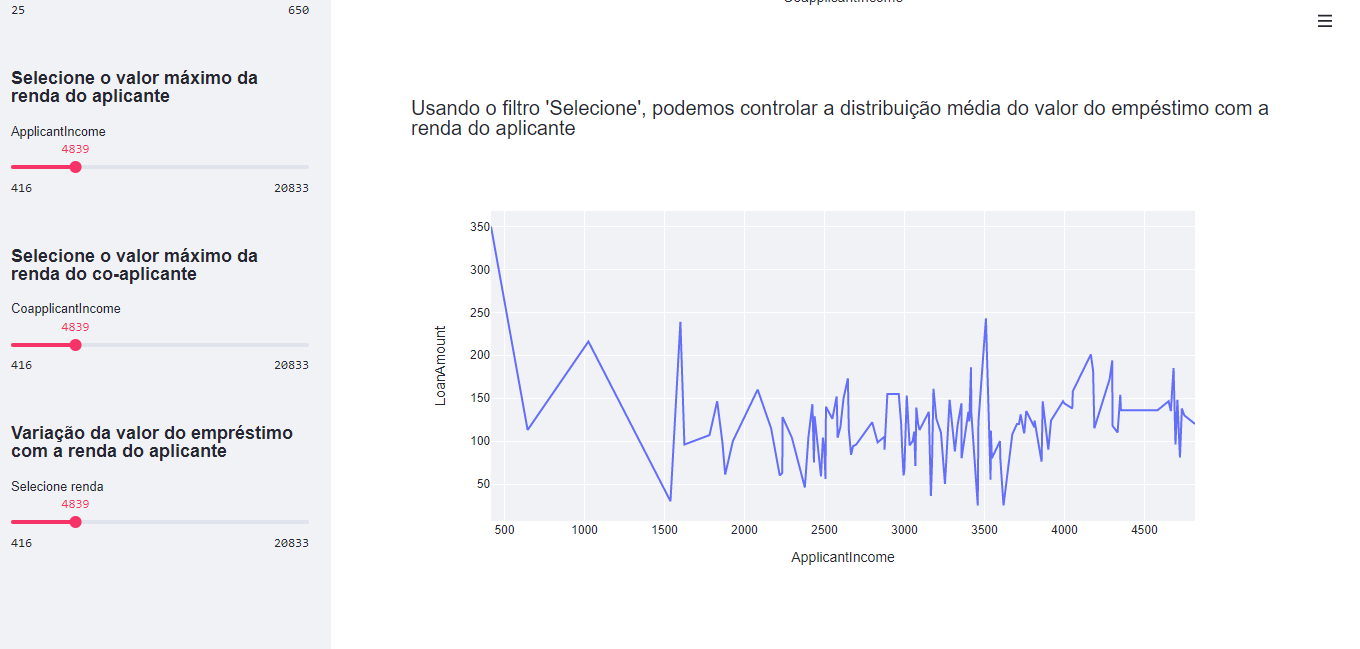 25 650
Selecione o valor máximo da
renda do aplicante
ApplicantIncome
4839
416 20833
Selecione o valor máximo da
renda do co-aplicante
CoapplicantIncome
4839
416 20833
Variação da valor do empréstimo
com a renda do aplicante
Selecione renda
4839
416 20833
CoapplicantIncome
Usando o filtro 'Selecione', podemos controlar a distribuição média do valor do empéstimo com a
renda do aplicante
350
300
250
200
150
100
50
LoanAmount
500 1000 1500 2000 2500 3000 3500 4000 4500
ApplicantIncome